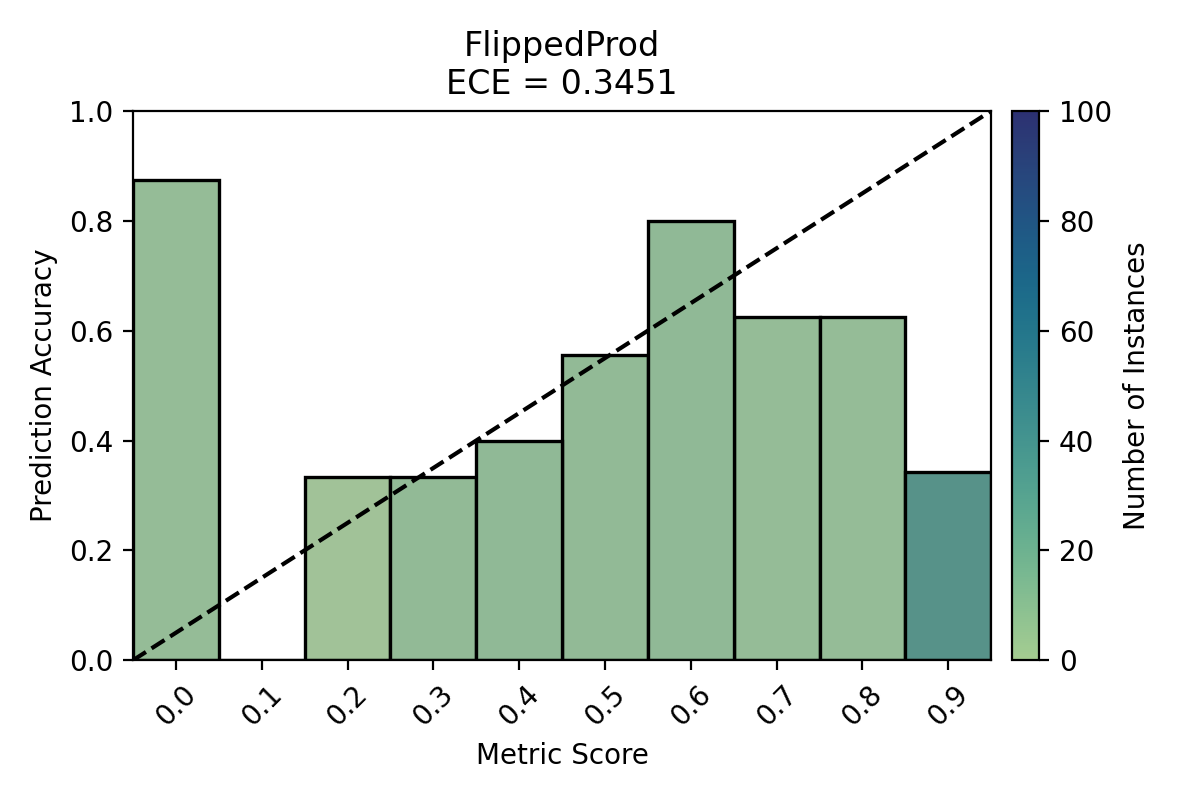 FlippedProd
ECE = 0.3451
Prediction Accuracy
1.0
0.8
0.6
0.4
0.2
0.0
0.0 0.1 0.2 0.3 0.4 0.5 0.6 0.7 0.8 0.9
Metric Score
100
80
60
40
20
0
Number of Instances